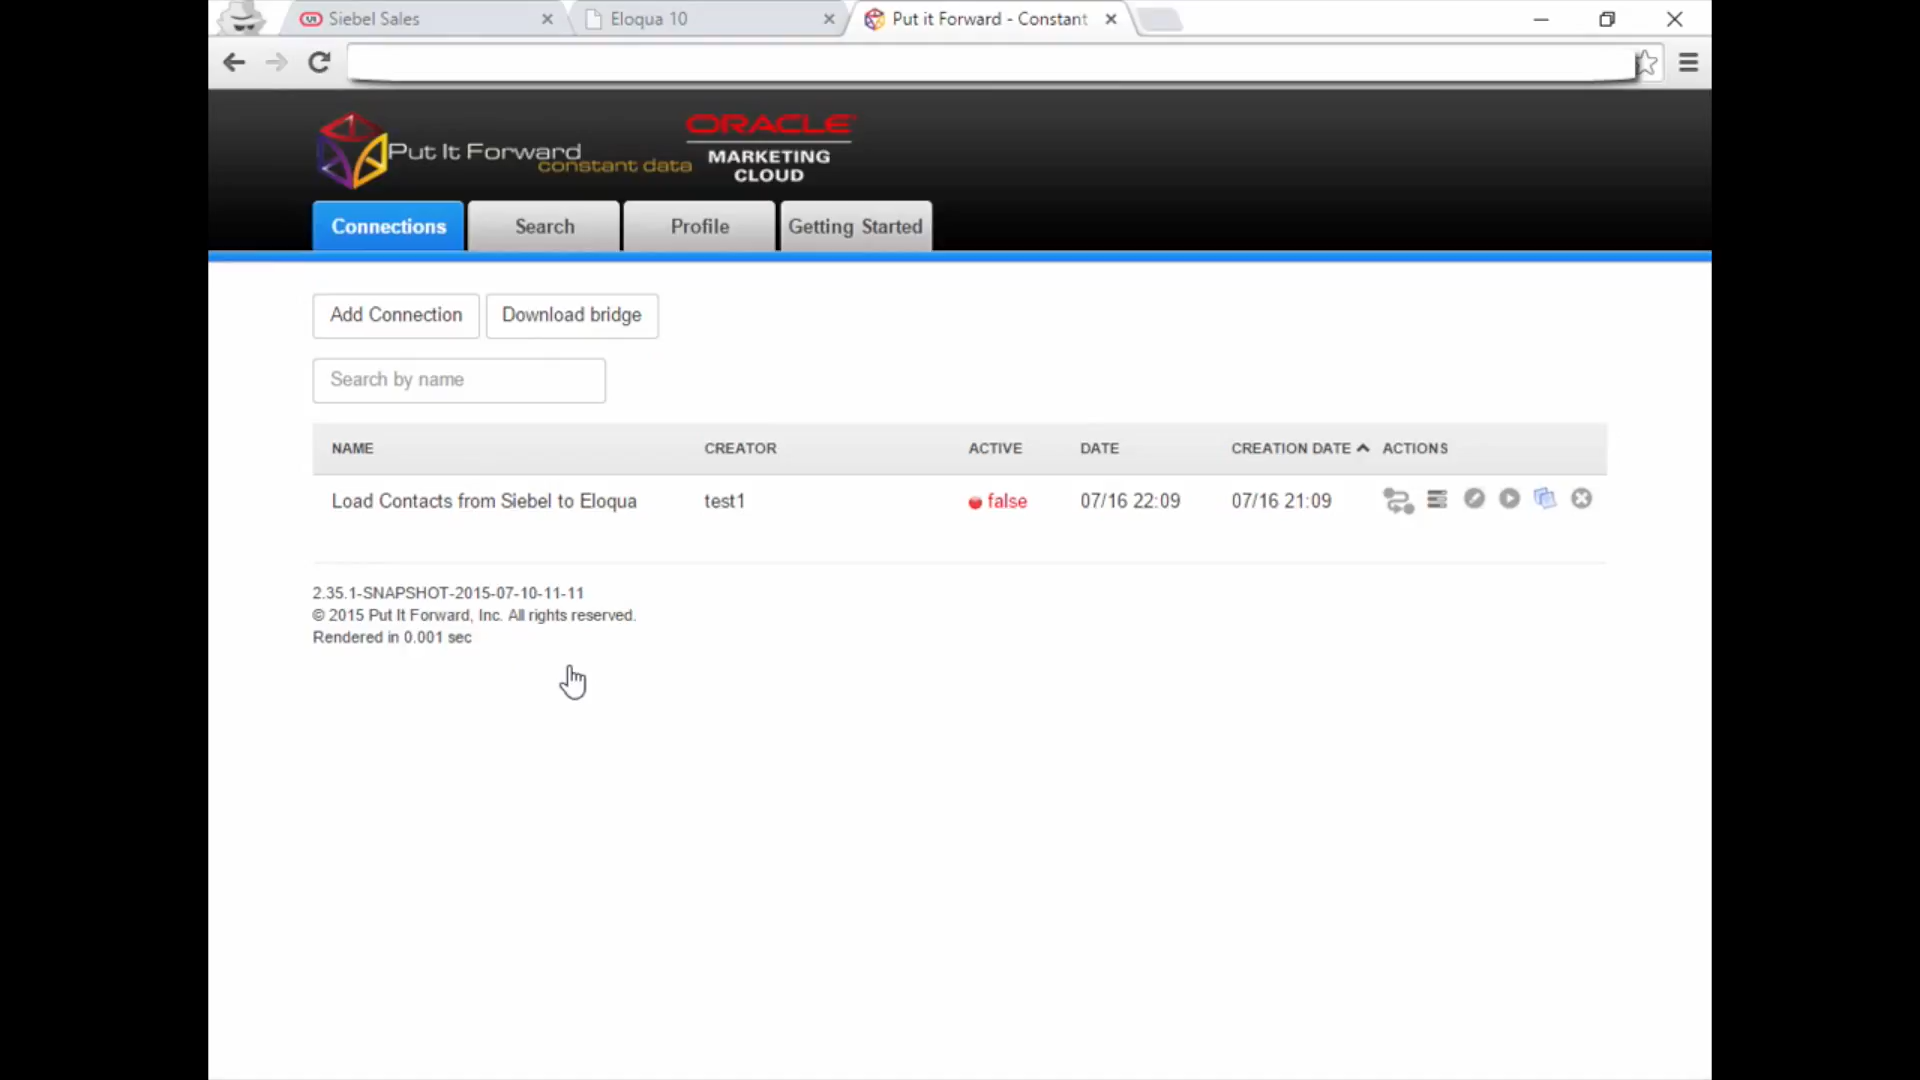 Siebel Sales
Eloqua 10
Put it Forward - Constant
Put It Forward
constant data
ORACLE
MARKETING
CLOUD
Connections
Search
Profile
Getting Started
Add Connection
Download bridge
Search by name
NAME CREATOR ACTIVE DATE CREATION DATE ACTIONS
Load Contacts from Siebel to Eloqua test1 false 07/16 22:09 07/16 21:09
2.35.1-SNAPSHOT-2015-07-10-11-11
© 2015 Put It Forward, Inc. All rights reserved.
Rendered in 0.001 sec